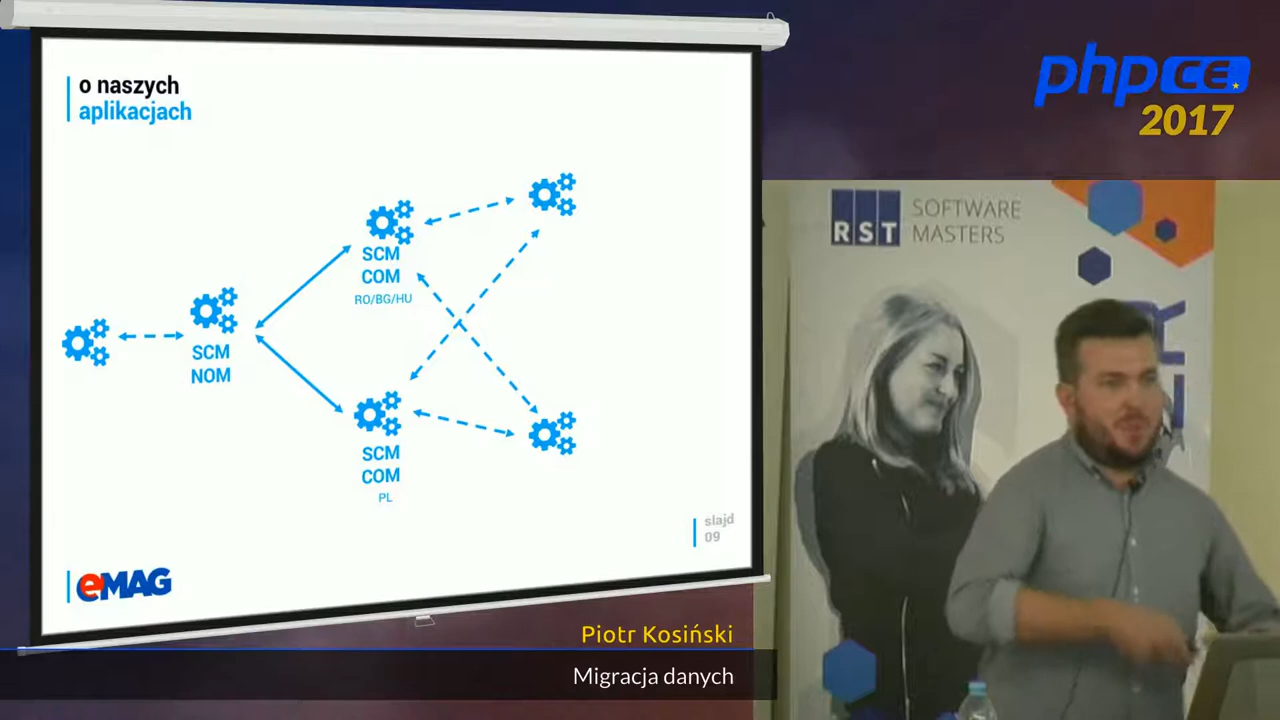 o naszych
aplikacjach
SCM
NOM
SCM
COM
RO/BG/HU
SCM
COM
PL
slajd
09
eMAG
phpCE
2017
RST
SOFTWARE
MASTERS
Piotr Kosiński
Migracja danych